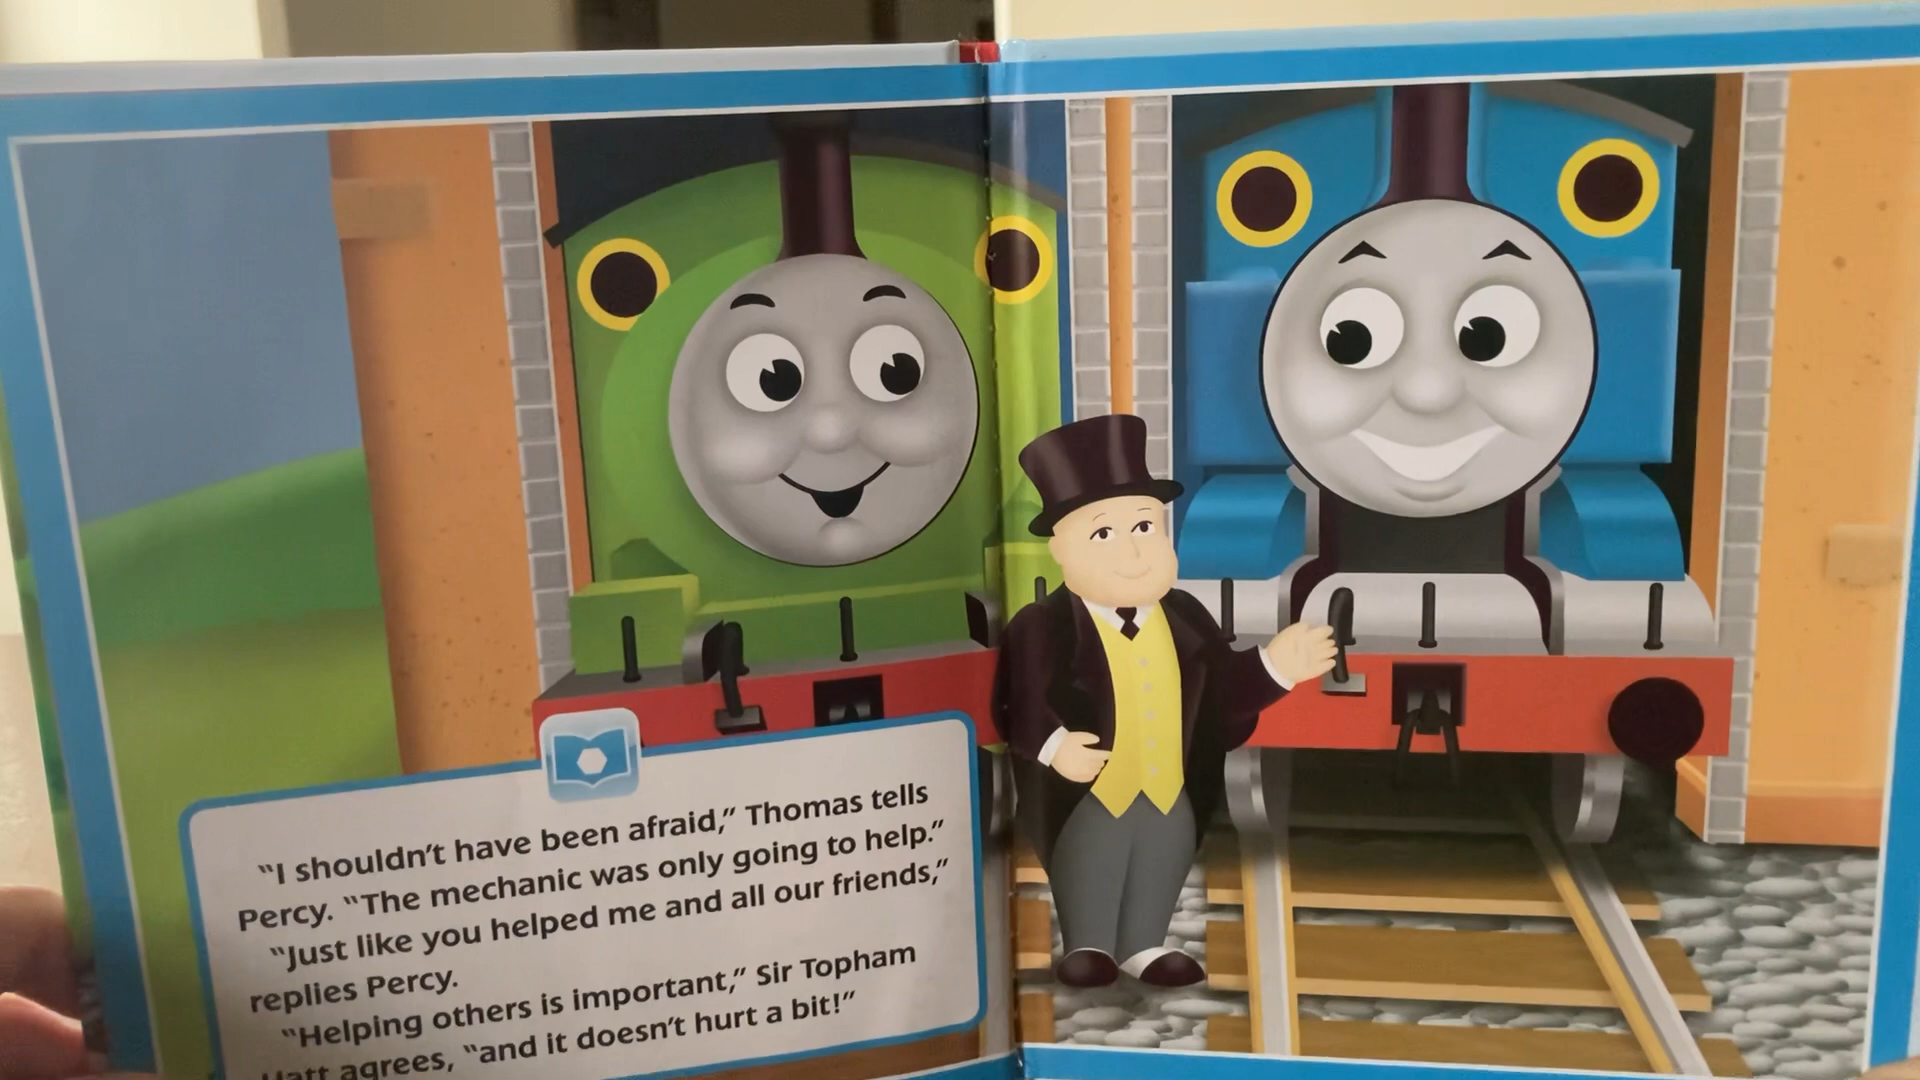 “I shouldn’t have been afraid,” Thomas tells
Percy. “The mechanic was only going to help.”
“Just like you helped me and all our friends,”
replies Percy.
“Helping others is important,” Sir Topham
Hatt agrees, “and it doesn’t hurt a bit!”